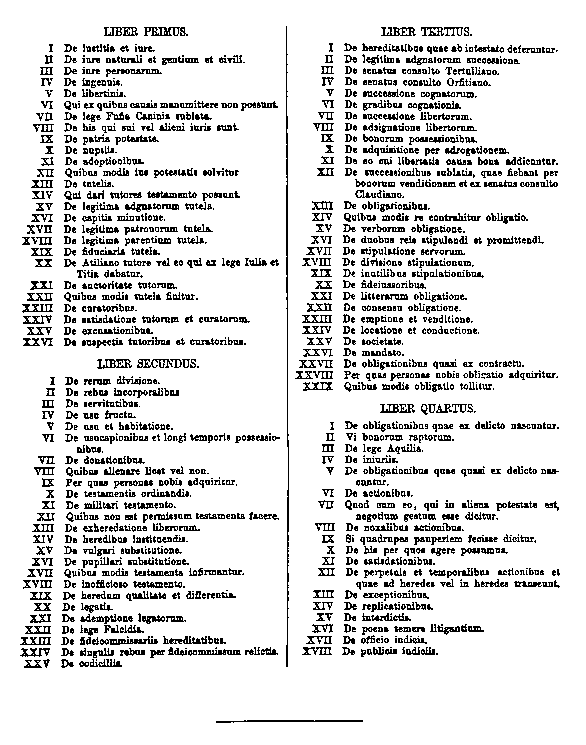 LIBER PRIMUS.
I De iustitia et iure.
II De iure naturali et gentium et civili.
III De iure personarum.
IV De ingenuis.
V De libertinis.
VI Qui ex quibus causis manumittere non possunt.
VII De lege Fufia Caninia sublata.
VIII De his qui sui vel alieni iuris sunt.
IX De patria potestate.
X De nuptiis.
XI De adoptionibus.
XII Quibus modis ius potestatis solvitur
XIII De tutelis.
XIV Qui dari tutores testamento possunt.
XV De legitima adgnatorum tutela.
XVI De capitis minutione.
XVII De legitima patronorum tutela.
XVIII De legitima parentium tutela.
XIX De fiduciaria tutela.
XX De Atiliano tutore vel eo qui ex lege Iulia et
Titia dabatur.
XXI De auctoritate tutorum.
XXII Quibus modis tutela finitur.
XXIII De curatoribus.
XXIV De satisdatione tutorum et curatorum.
XXV De excusationibus.
XXVI De suspectis tutoribus et curatoribus.
LIBER SECUNDUS.
I De rerum divisione.
II De rebus incorporalibus
III De servitutibus.
IV De usu fructu.
V De usu et habitatione.
VI De usucapionibus et longi temporis possessio-
nibus.
VII De donationibus.
VIII Quibus alienare licet vel non.
IX Per quas personas nobis adquiritur.
X De testamentis ordinandis.
XI De militari testamento.
XII Quibus non est permissum testamenta facere.
XIII De exheredatione liberorum.
XIV De heredibus instituendis.
XV De vulgari substitutione.
XVI De pupillari substitutione.
XVII Quibus modis testamenta infirmantur.
XVIII De inofficioso testamento.
XIX De heredum qualitate et differentia.
XX De legatis.
XXI De ademptione legatorum.
XXII De lege Falcidia.
XXIII De fideicommissariis hereditatibus.
XXIV De singulis rebus per fideicommissum relictis.
XXV De codicillis.
LIBER TERTIUS.
I De hereditatibus quae ab intestato deferuntur.
II De legitima adgnatorum successione.
III De senatus consulto Tertulliano.
IV De senatus consulto Orfitiano.
V De successione cognatorum.
VI De gradibus cognationis.
VII De successione libertorum.
VIII De adsignatione libertorum.
IX De bonorum possessionibus.
X De adquisitione per adrogationem.
XI De eo cui libertatis causa bona addicuntur.
XII De successionibus sublatis, quae fiebant per
bonorum venditionem et ex senatus consulto
Claudiano.
XIII De obligationibus.
XIV Quibus modis re contrahitur obligatio.
XV De verborum obligatione.
XVI De duobus reis stipulandi et promittendi.
XVII De stipulatione servorum.
XVIII De divisione stipulationum.
XIX De inutilibus stipulationibus.
XX De fideiussoribus.
XXI De litterarum obligatione.
XXII De consensu obligatione.
XXIII De emptione et venditione.
XXIV De locatione et conductione.
XXV De societate.
XXVI De mandato.
XXVII De obligationibus quasi ex contractu.
XXVIII Per quas personas nobis obligatio adquiritur.
XXIX Quibus modis obligatio tollitur.
LIBER QUARTUS.
I De obligationibus quae ex delicto nascuntur.
II Vi bonorum raptorum.
III De lege Aquilia.
IV De iniuriis.
V De obligationibus quae quasi ex delicto nas-
cuntur.
VI De actionibus.
VII Quod cum eo, qui in aliena potestate est,
negotium gestum esse dicitur.
VIII De noxalibus actionibus.
IX Si quadrupes pauperiem fecisse dicitur.
X De his per quos agere possumus.
XI De satisdationibus.
XII De perpetuis et temporalibus actionibus et
quae ad heredes vel in heredes transeunt.
XIII De exceptionibus.
XIV De replicationibus.
XV De interdictis.
XVI De poena temere litigantium.
XVII De officio iudicis.
XVIII De publicis iudiciis.